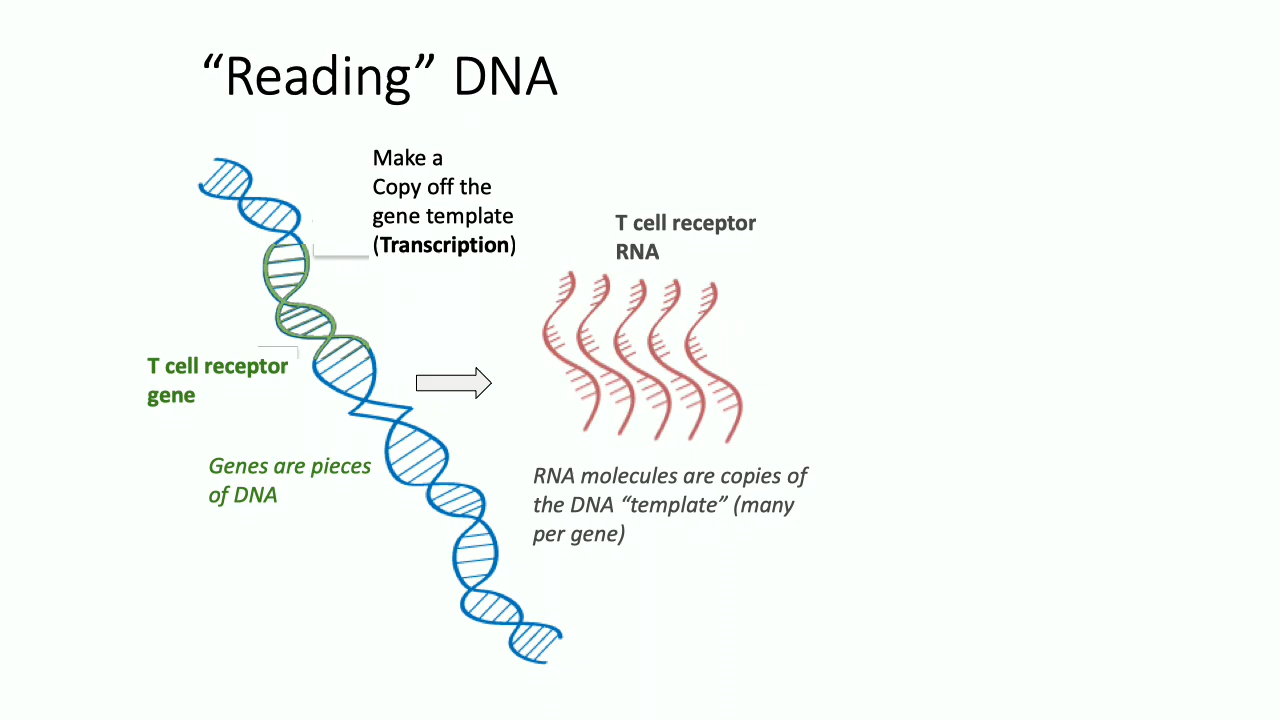 “Reading” DNA
Make a
Copy off the
gene template
(Transcription)
T cell receptor
RNA
T cell receptor
gene
Genes are pieces
of DNA
RNA molecules are copies of
the DNA “template” (many
per gene)